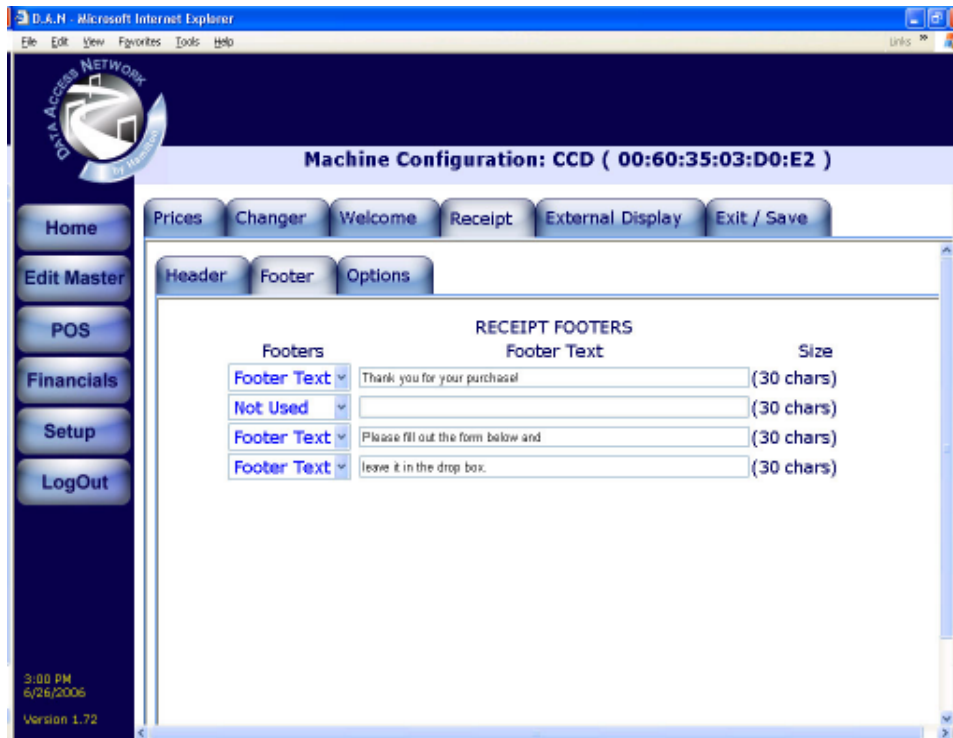 D.A.N - Microsoft Internet Explorer
File Edit View Favorites Tools Help
Links »
DATA ACCESS NETWORK
by Hamilton
Machine Configuration: CCD ( 00:60:35:03:D0:E2 )
Home
Edit Master
POS
Financials
Setup
LogOut
Prices Changer Welcome Receipt External Display Exit / Save
Header Footer Options
RECEIPT FOOTERS
Footers Footer Text Size
Footer Text Thank you for your purchase! (30 chars)
Not Used (30 chars)
Footer Text Please fill out the form below and (30 chars)
Footer Text leave it in the drop box. (30 chars)
3:00 PM
6/26/2006
Version 1.72